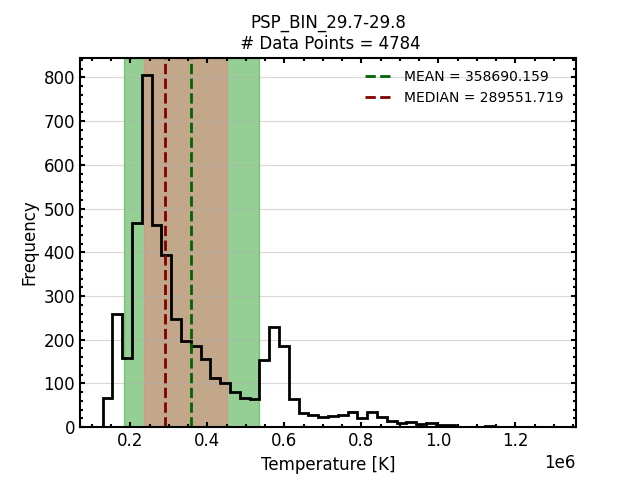 PSP_BIN_29.7-29.8
# Data Points = 4784
MEAN = 358690.159
MEDIAN = 289551.719
Frequency
800
700
600
500
400
300
200
100
0
0.2 0.4 0.6 0.8 1.0 1.2
1e6
Temperature [K]